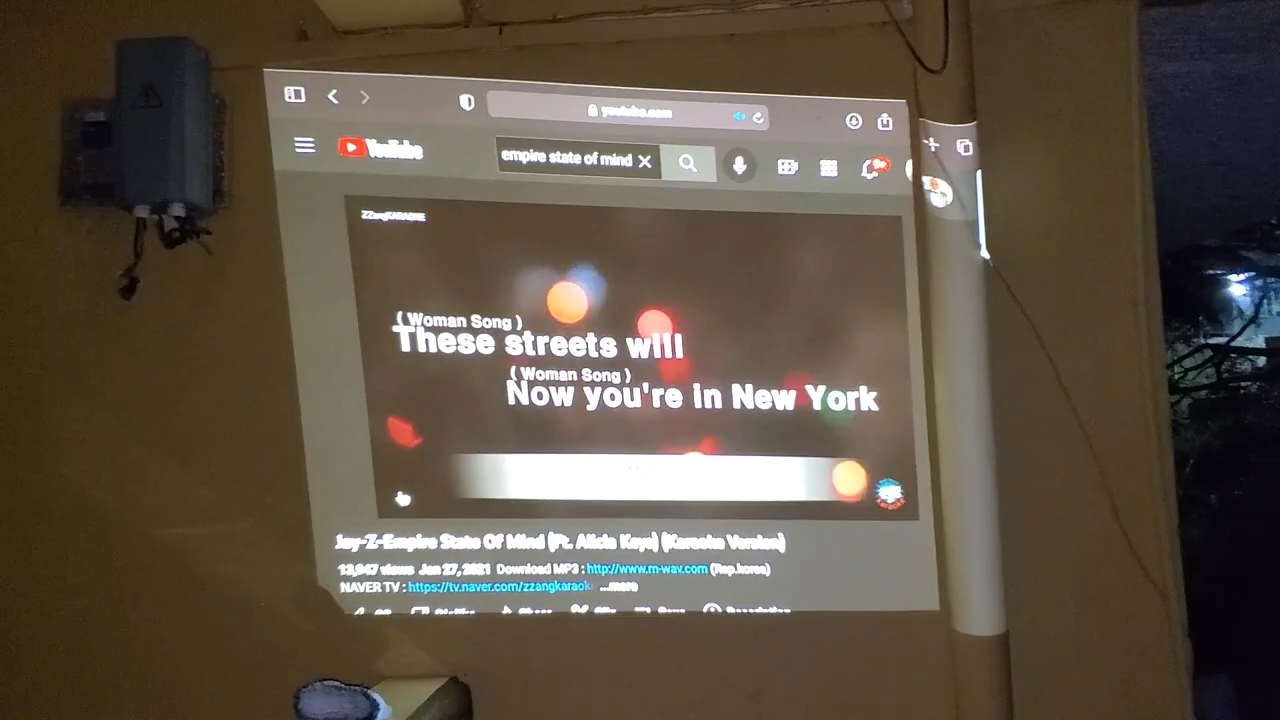 youtube.com
YouTube
empire state of mind
9+
ZZangKARAOKE
( Woman Song )
These streets will
( Woman Song )
Now you're in New York
Jay-Z-Empire State Of Mind (Ft. Alicia Keys) (Karaoke Version)
13,947 views Jan 27, 2021 Download MP3 : http://www.m-wav.com (Rep.korea)
NAVER TV : https://tv.naver.com/zzangkaraok ...more